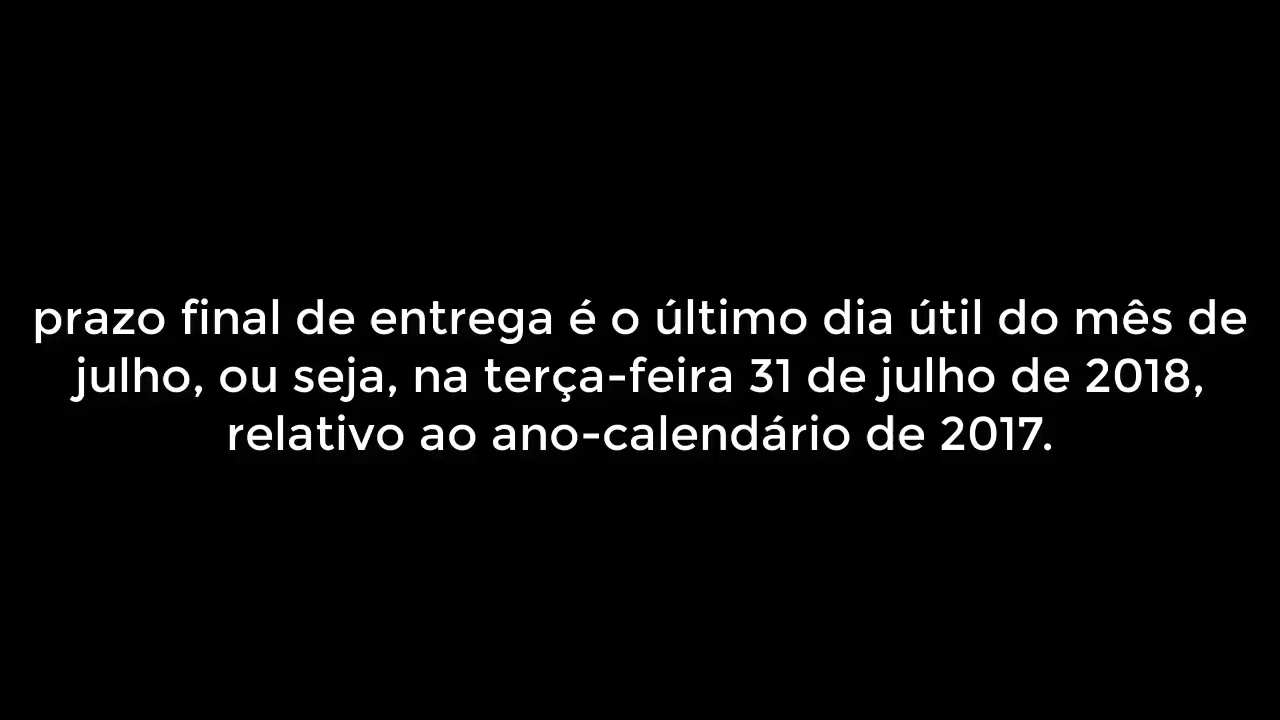 prazo final de entrega é o último dia útil do mês de
julho, ou seja, na terça-feira 31 de julho de 2018,
relativo ao ano-calendário de 2017.